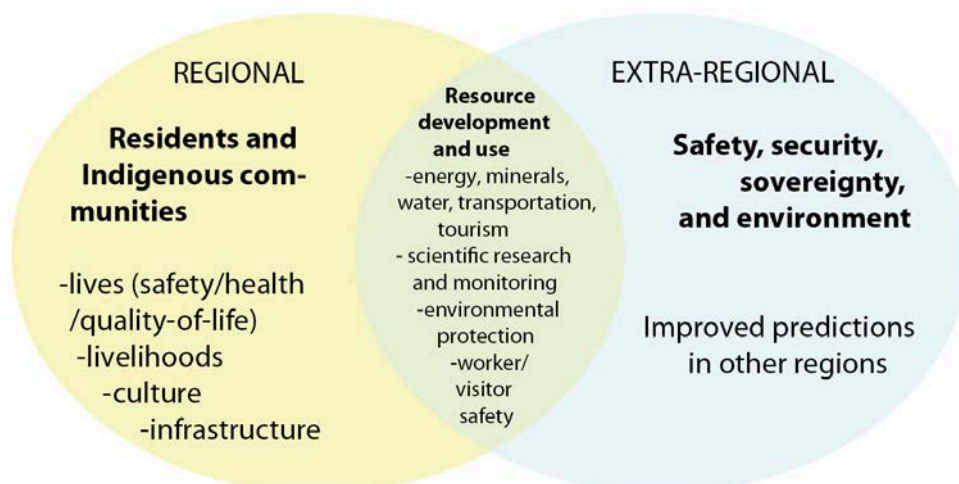 REGIONAL
Residents and
Indigenous com-
munities
-lives (safety/health
/quality-of-life)
-livelihoods
-culture
-infrastructure
Resource
development
and use
-energy, minerals,
water, transportation,
tourism
- scientific research
and monitoring
-environmental
protection
-worker/
visitor
safety
EXTRA-REGIONAL
Safety, security,
sovereignty,
and environment
Improved predictions
in other regions